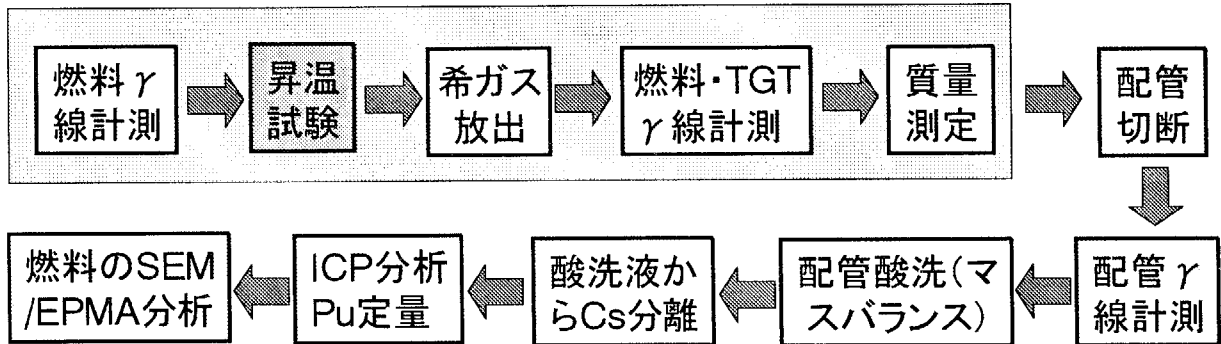 燃料γ
線計測
昇温
試験
希ガス
放出
燃料・TGT
γ線計測
質量
測定
配管
切断
配管γ
線計測
配管酸洗(マ
スバランス)
酸洗液か
らCs分離
ICP分析
Pu定量
燃料のSEM
/EPMA分析